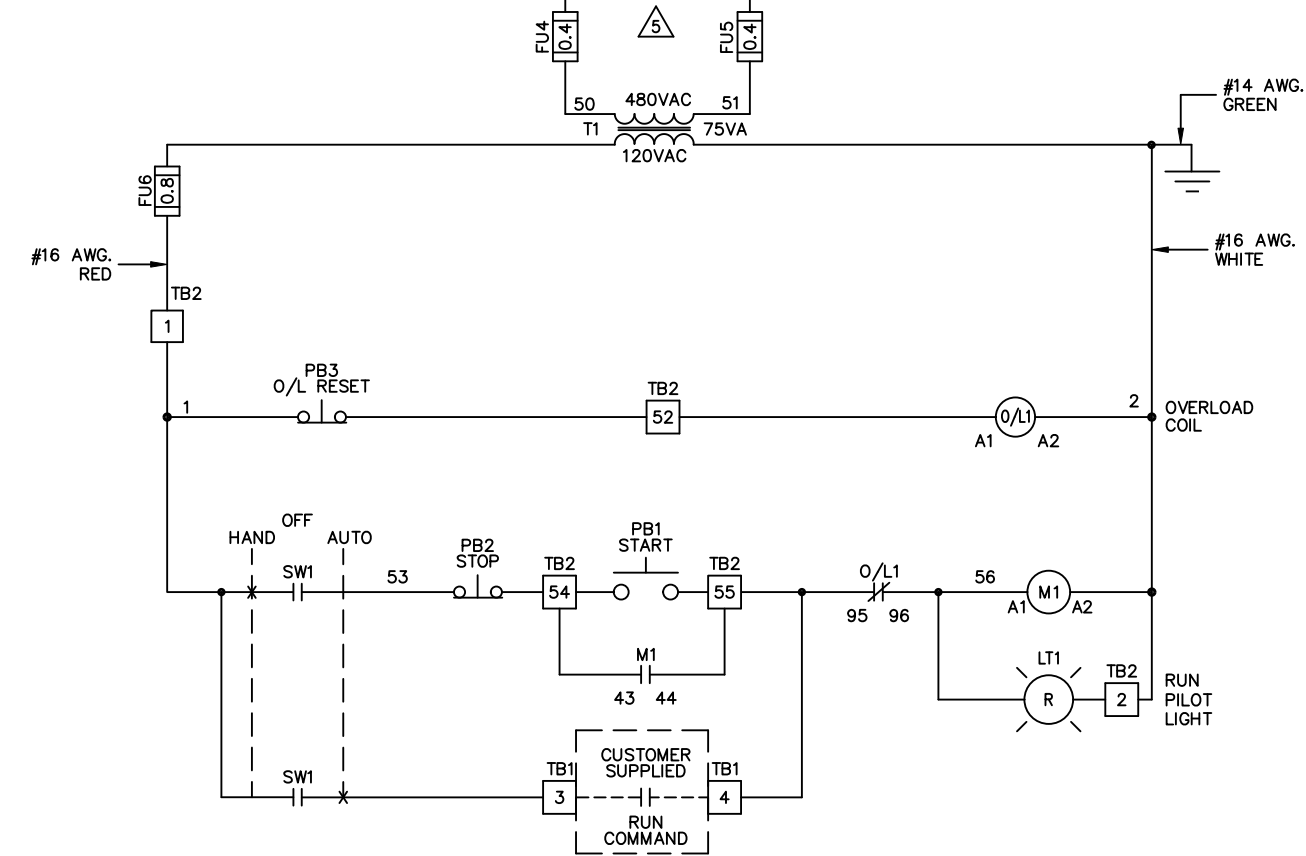 FU4
0.4
5
FU5
0.4
#14 AWG.
GREEN
50
480VAC
51
T1
75VA
120VAC
FU6
0.8
#16 AWG.
RED
#16 AWG.
WHITE
TB2
1
PB3
O/L RESET
1
TB2
52
O/L1
A1
A2
2
OVERLOAD
COIL
OFF
HAND
AUTO
SW1
53
PB2
STOP
TB2
54
PB1
START
TB2
55
O/L1
95
96
56
M1
A1
A2
M1
43
44
LT1
R
TB2
2
RUN
PILOT
LIGHT
SW1
TB1
3
CUSTOMER
SUPPLIED
RUN
COMMAND
TB1
4